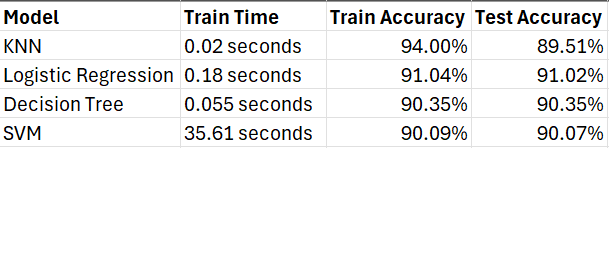 Model Train Time Train Accuracy Test Accuracy
KNN 0.02 seconds 94.00% 89.51%
Logistic Regression 0.18 seconds 91.04% 91.02%
Decision Tree 0.055 seconds 90.35% 90.35%
SVM 35.61 seconds 90.09% 90.07%